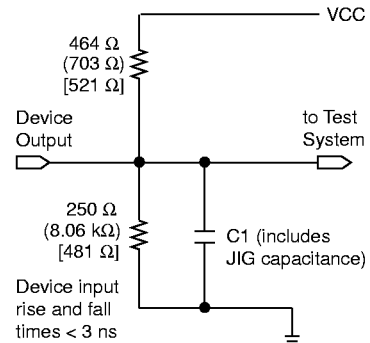 VCC
464 Ω
(703 Ω)
[521 Ω]
Device
Output
to Test
System
250 Ω
(8.06 kΩ)
[481 Ω]
C1 (includes
JIG capacitance)
Device input
rise and fall
times < 3 ns